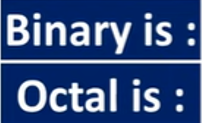 Binary is :
Octal is :